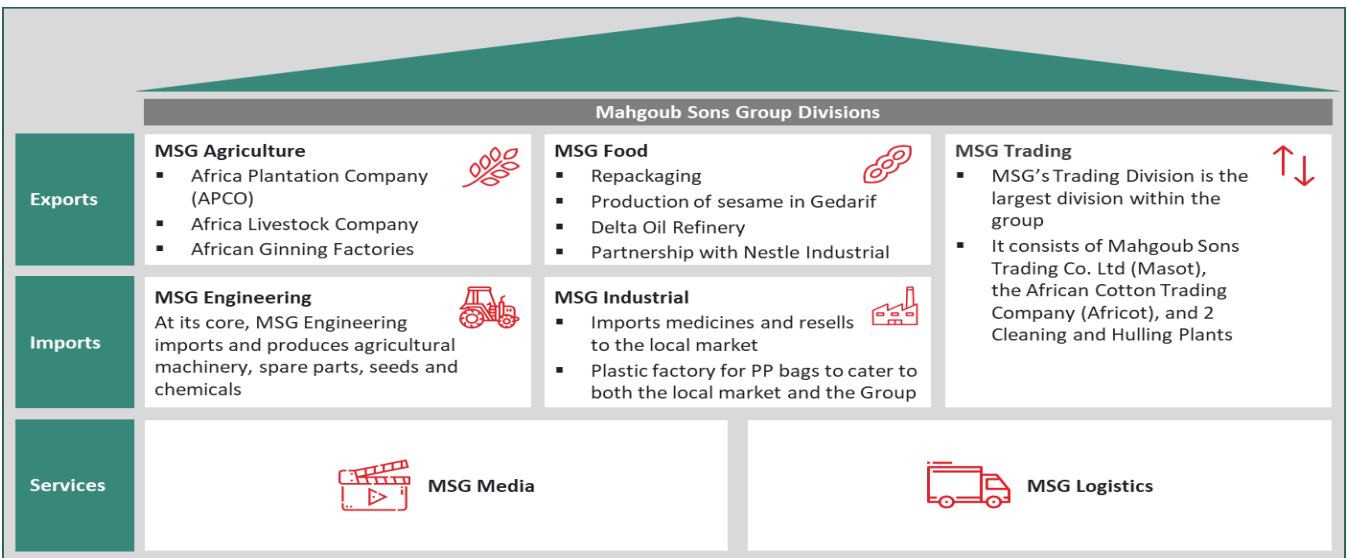 Mahgoub Sons Group Divisions
Exports
MSG Agriculture
▪ Africa Plantation Company
(APCO)
▪ Africa Livestock Company
▪ African Ginning Factories
MSG Food
▪ Repackaging
▪ Production of sesame in Gedarif
▪ Delta Oil Refinery
▪ Partnership with Nestle Industrial
MSG Trading
▪ MSG's Trading Division is the
largest division within the
group
▪ It consists of Mahgoub Sons
Trading Co. Ltd (Masot),
the African Cotton Trading
Company (Africot), and 2
Cleaning and Hulling Plants
Imports
MSG Engineering
At its core, MSG Engineering
imports and produces agricultural
machinery, spare parts, seeds and
chemicals
MSG Industrial
▪ Imports medicines and resells
to the local market
▪ Plastic factory for PP bags to cater to
both the local market and the Group
Services
MSG Media
MSG Logistics